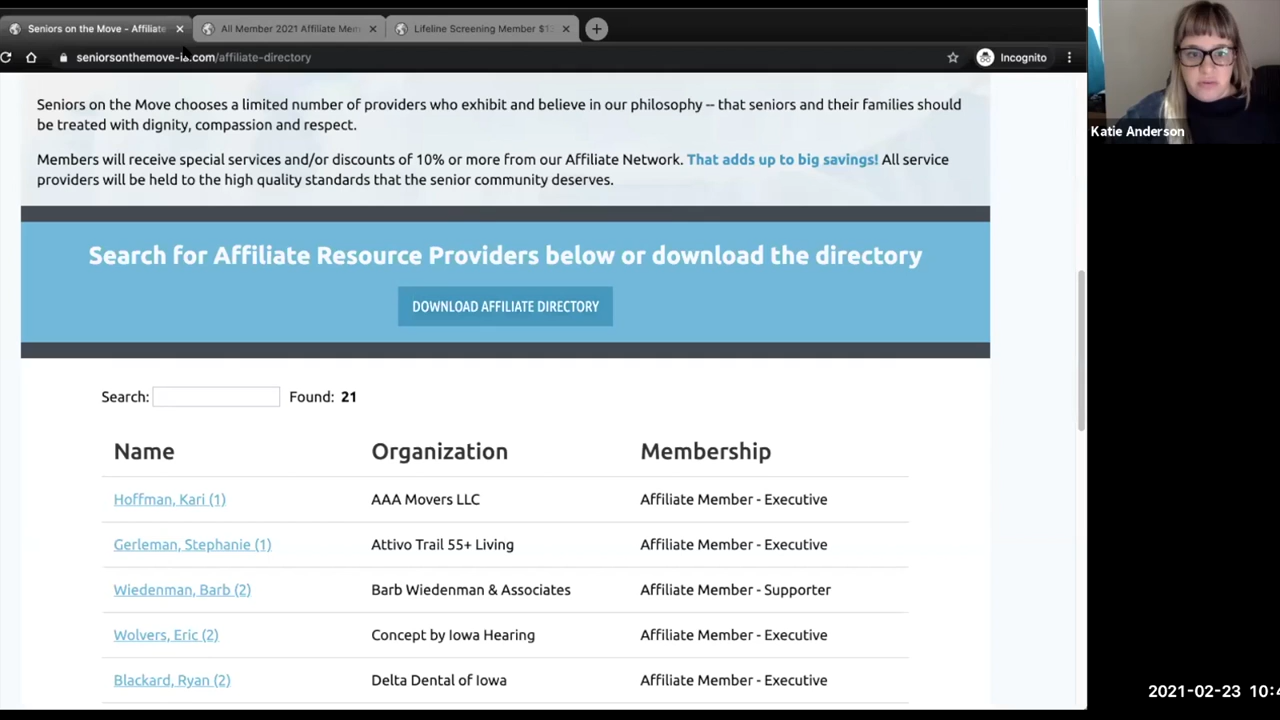 Seniors on the Move - Affiliate
All Member 2021 Affiliate Mem
Lifeline Screening Member $1
seniorsonthemove-ia.com/affiliate-directory
Incognito
Katie Anderson
Seniors on the Move chooses a limited number of providers who exhibit and believe in our philosophy -- that seniors and their families should
be treated with dignity, compassion and respect.
Members will receive special services and/or discounts of 10% or more from our Affiliate Network. That adds up to big savings! All service
providers will be held to the high quality standards that the senior community deserves.
Search for Affiliate Resource Providers below or download the directory
DOWNLOAD AFFILIATE DIRECTORY
Search: Found: 21
Name Organization Membership
Hoffman, Kari (1) AAA Movers LLC Affiliate Member - Executive
Gerleman, Stephanie (1) Attivo Trail 55+ Living Affiliate Member - Executive
Wiedenman, Barb (2) Barb Wiedenman & Associates Affiliate Member - Supporter
Wolvers, Eric (2) Concept by Iowa Hearing Affiliate Member - Executive
Blackard, Ryan (2) Delta Dental of Iowa Affiliate Member - Executive
2021-02-23 10:4